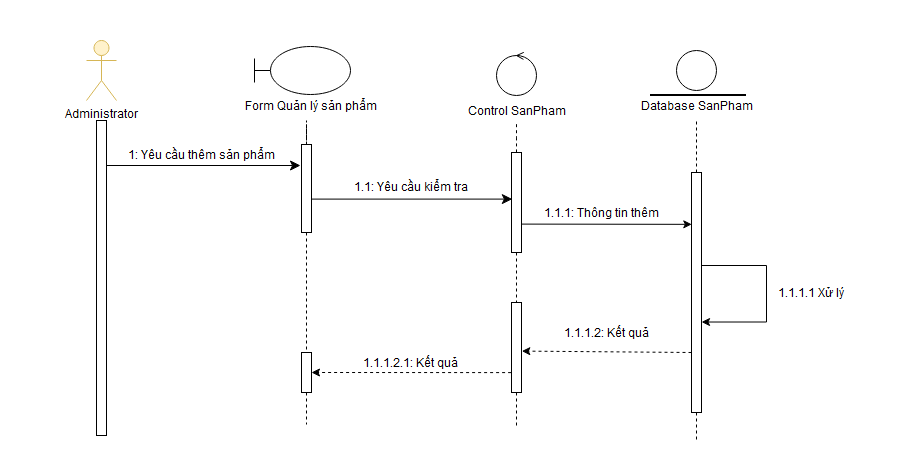 Administrator
Form Quản lý sản phẩm
Control SanPham
Database SanPham
1: Yêu cầu thêm sản phẩm
1.1: Yêu cầu kiểm tra
1.1.1: Thông tin thêm
1.1.1.1 Xử lý
1.1.1.2: Kết quả
1.1.1.2.1: Kết quả